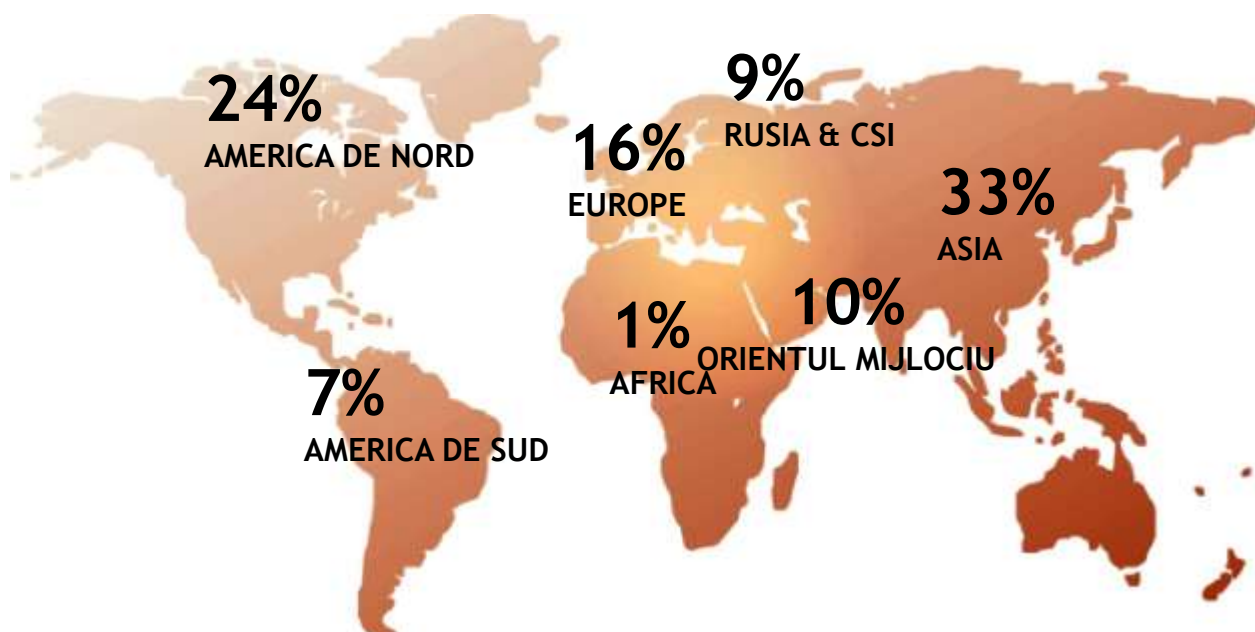 24%
AMERICA DE NORD
9%
RUSIA & CSI
16%
EUROPE
33%
ASIA
10%
ORIENTUL MIJLOCIU
1%
AFRICA
7%
AMERICA DE SUD